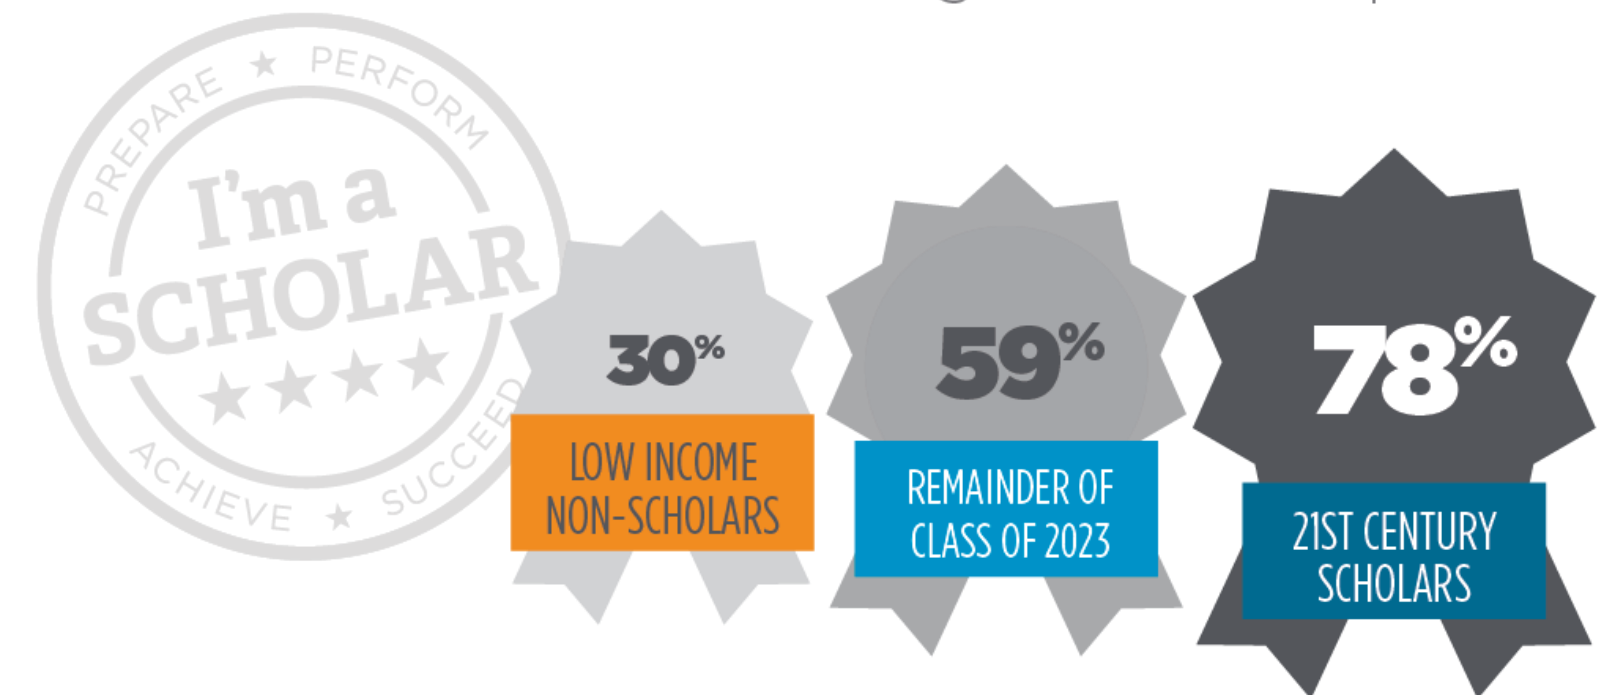 PREPARE ★ PERFORM
I'm a
SCHOLAR
ACHIEVE ★ SUCCEED
30%
LOW INCOME
NON-SCHOLARS
59%
REMAINDER OF
CLASS OF 2023
78%
21ST CENTURY
SCHOLARS